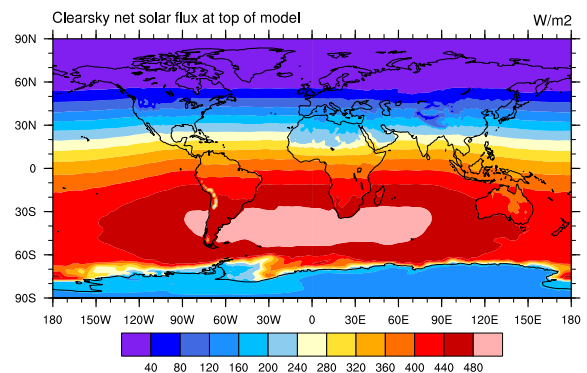 Clearsky net solar flux at top of model W/m2
90N
60N
30N
0
30S
60S
90S
180 150W 120W 90W 60W 30W 0 30E 60E 90E 120E 150E 180
40 80 120 160 200 240 280 320 360 400 440 480